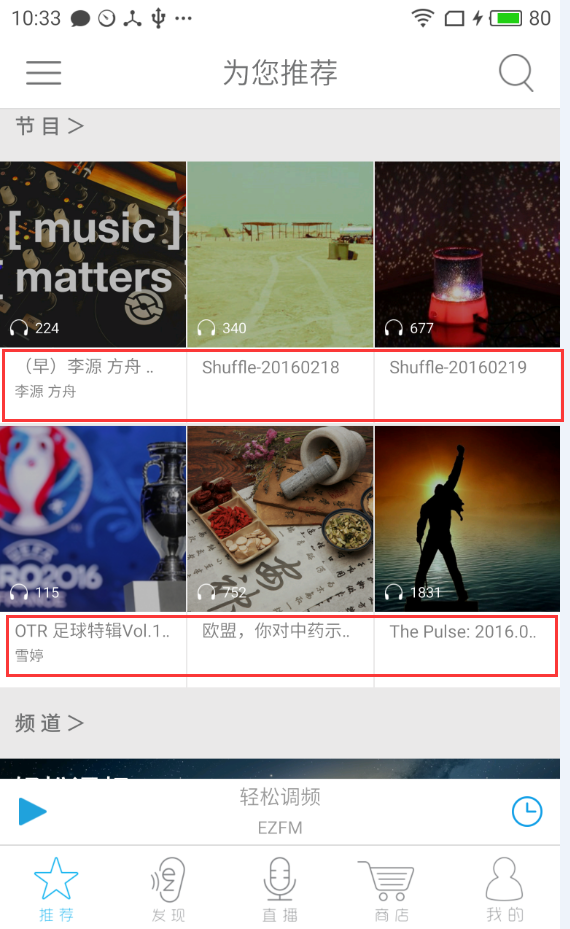 10:33
80
为您推荐
节目 >
[ music ]
[ matters ]
224
340
677
（早）李源 方舟 ..
Shuffle-20160218
Shuffle-20160219
李源 方舟
UEFA
RO2016
115
752
1831
OTR 足球特辑Vol.1..
欧盟，你对中药示..
The Pulse: 2016.0..
雪婷
频道 >
轻松调频
EZFM
推荐
发现
直播
商店
我的